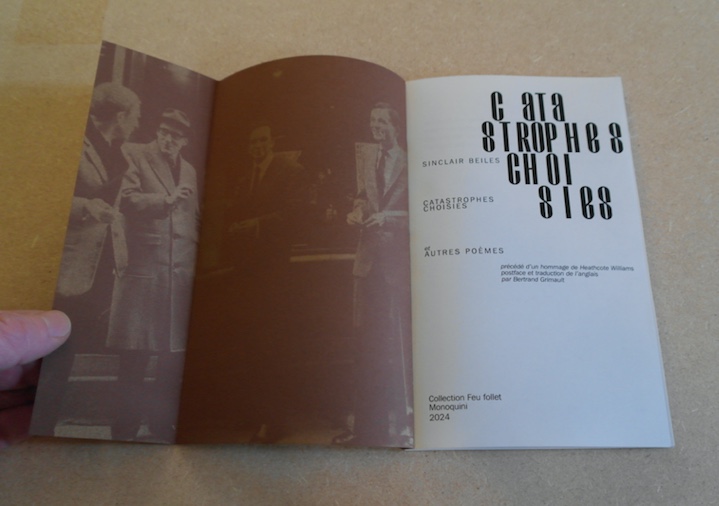 C ATA
STROPHES
CHOI
SIES
SINCLAIR BEILES
CATASTROPHES
CHOISIES
et
AUTRES POÈMES
précédé d'un hommage de Heathcote Williams
postface et traduction de l'anglais
par Bertrand Grimault
Collection Feu follet
Monoquini
2024